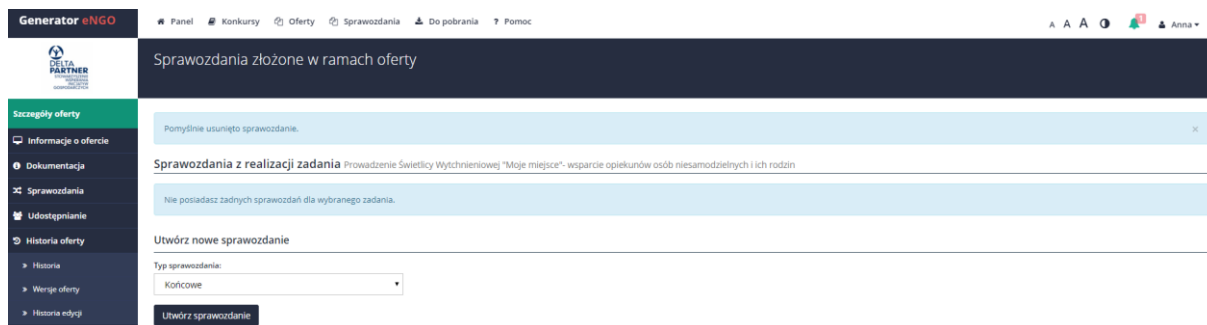 Generator eNGO
Panel Konkursy Oferty Sprawozdania Do pobrania ? Pomoc
A A A 1 Anna
DELTA
PARTNER
Sprawozdania złożone w ramach oferty
Szczegóły oferty
Informacje o ofercie
Dokumentacja
Sprawozdania
Udostępnianie
Historia oferty
» Historia
» Wersje oferty
» Historia edycji
Pomyślnie usunięto sprawozdanie. ×
Sprawozdania z realizacji zadania Prowadzenie Świetlicy Wytchnieniowej "Moje miejsce"- wsparcie opiekunów osób niesamodzielnych i ich rodzin
Nie posiadasz żadnych sprawozdań dla wybranego zadania.
Utwórz nowe sprawozdanie
Typ sprawozdania:
Końcowe
Utwórz sprawozdanie